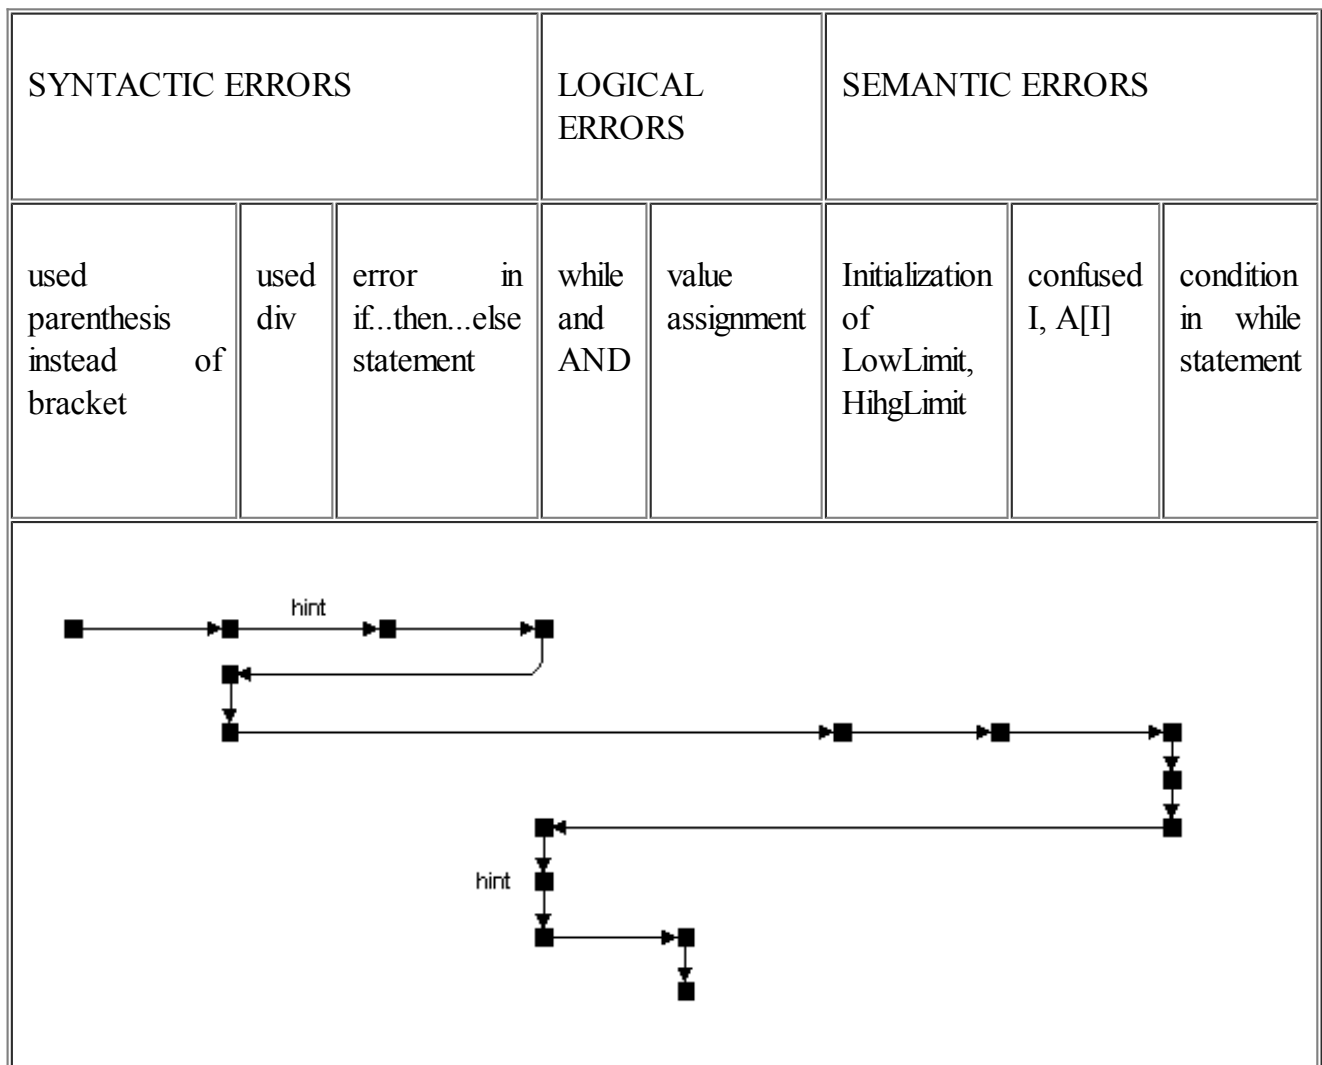 SYNTACTIC ERRORS
LOGICAL
ERRORS
SEMANTIC ERRORS
used
parenthesis
instead of
bracket
used
div
error in
if...then...else
statement
while
and
AND
value
assignment
Initialization
of
LowLimit,
HihgLimit
confused
I, A[I]
condition
in while
statement
hint
hint